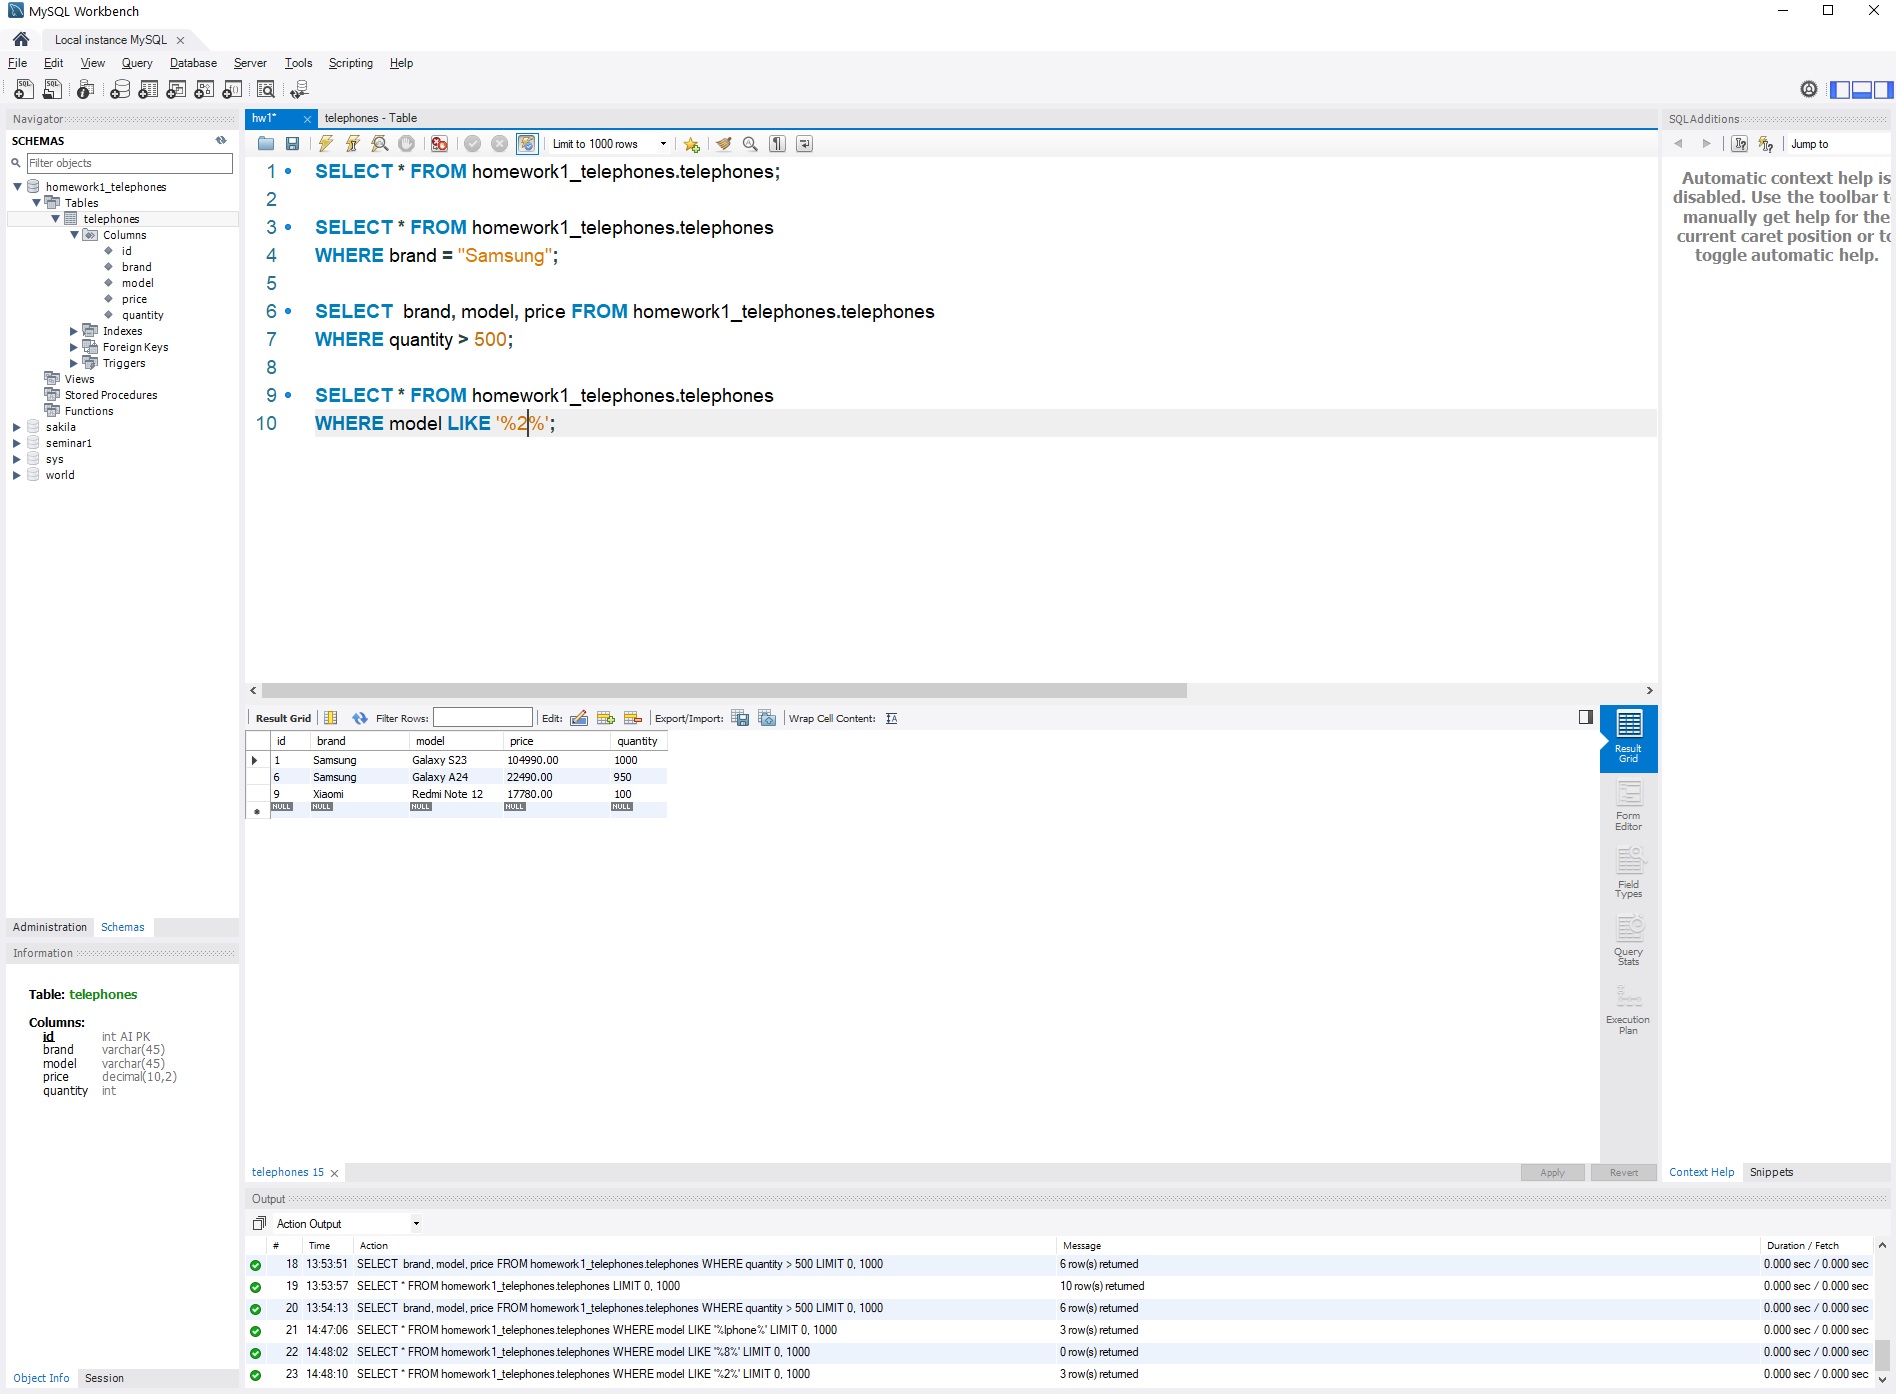 MySQL Workbench
Local instance MySQL
File Edit View Query Database Server Tools Scripting Help
Navigator
SCHEMAS
Filter objects
homework1_telephones
Tables
telephones
Columns
id
brand
model
price
quantity
Indexes
Foreign Keys
Triggers
Views
Stored Procedures
Functions
sakila
seminar1
sys
world
Administration Schemas
Information
Table: telephones
Columns:
id int AI PK
brand varchar(45)
model varchar(45)
price decimal(10,2)
quantity int
Object Info Session
hw1* telephones - Table
Limit to 1000 rows
1 SELECT * FROM homework1_telephones.telephones;
2
3 SELECT * FROM homework1_telephones.telephones
4 WHERE brand = "Samsung";
5
6 SELECT  brand, model, price FROM homework1_telephones.telephones
7 WHERE quantity > 500;
8
9 SELECT * FROM homework1_telephones.telephones
10 WHERE model LIKE '%2%';
Result Grid Filter Rows: Edit: Export/Import: Wrap Cell Content:
id brand model price quantity
1 Samsung Galaxy S23 104990.00 1000
6 Samsung Galaxy A24 22490.00 950
9 Xiaomi Redmi Note 12 17780.00 100
NULL NULL NULL NULL NULL
Result Grid
Form Editor
Field Types
Query Stats
Execution Plan
telephones 15
Apply Revert
Output
Action Output
# Time Action Message Duration / Fetch
18 13:53:51 SELECT  brand, model, price FROM homework1_telephones.telephones WHERE quantity > 500 LIMIT 0, 1000 6 row(s) returned 0.000 sec / 0.000 sec
19 13:53:57 SELECT * FROM homework1_telephones.telephones LIMIT 0, 1000 10 row(s) returned 0.000 sec / 0.000 sec
20 13:54:13 SELECT  brand, model, price FROM homework1_telephones.telephones WHERE quantity > 500 LIMIT 0, 1000 6 row(s) returned 0.000 sec / 0.000 sec
21 14:47:06 SELECT * FROM homework1_telephones.telephones WHERE model LIKE '%Iphone%' LIMIT 0, 1000 3 row(s) returned 0.000 sec / 0.000 sec
22 14:48:02 SELECT * FROM homework1_telephones.telephones WHERE model LIKE '%8%' LIMIT 0, 1000 0 row(s) returned 0.000 sec / 0.000 sec
23 14:48:10 SELECT * FROM homework1_telephones.telephones WHERE model LIKE '%2%' LIMIT 0, 1000 3 row(s) returned 0.000 sec / 0.000 sec
SQLAdditions
Jump to
Automatic context help is
disabled. Use the toolbar t
manually get help for the
current caret position or to
toggle automatic help.
Context Help Snippets